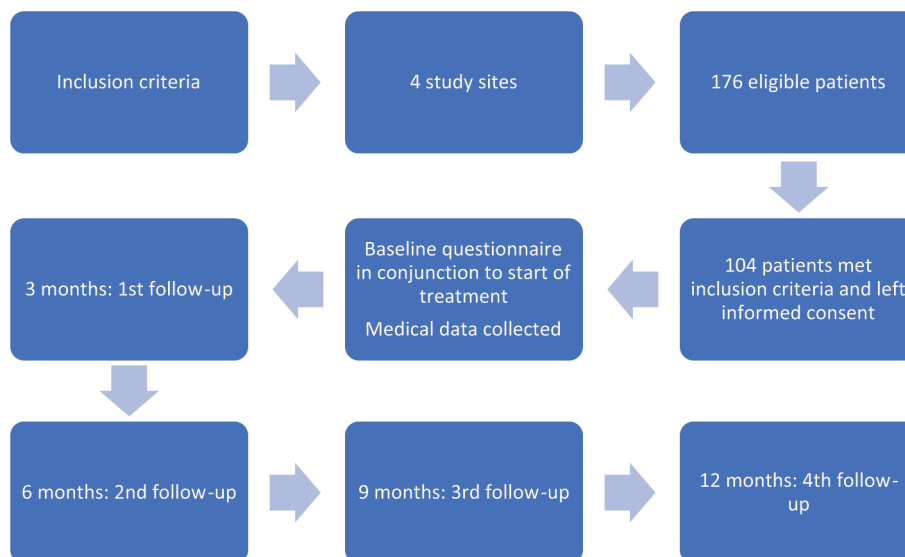 Inclusion criteria
4 study sites
176 eligible patients
104 patients met
inclusion criteria and left
informed consent
Baseline questionnaire
in conjunction to start of
treatment
Medical data collected
3 months: 1st follow-up
6 months: 2nd follow-up
9 months: 3rd follow-up
12 months: 4th follow-
up